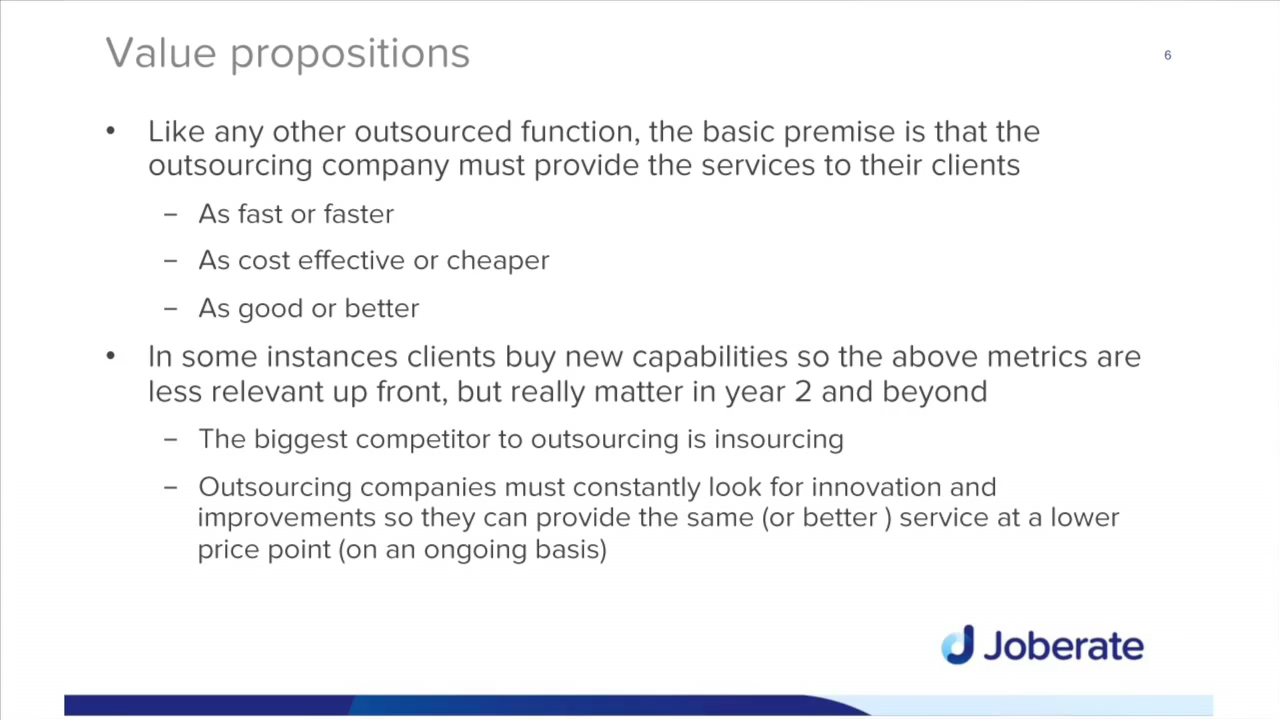 Value propositions
6
• Like any other outsourced function, the basic premise is that the
outsourcing company must provide the services to their clients
– As fast or faster
– As cost effective or cheaper
– As good or better
• In some instances clients buy new capabilities so the above metrics are
less relevant up front, but really matter in year 2 and beyond
– The biggest competitor to outsourcing is insourcing
– Outsourcing companies must constantly look for innovation and
improvements so they can provide the same (or better ) service at a lower
price point (on an ongoing basis)
Joberate